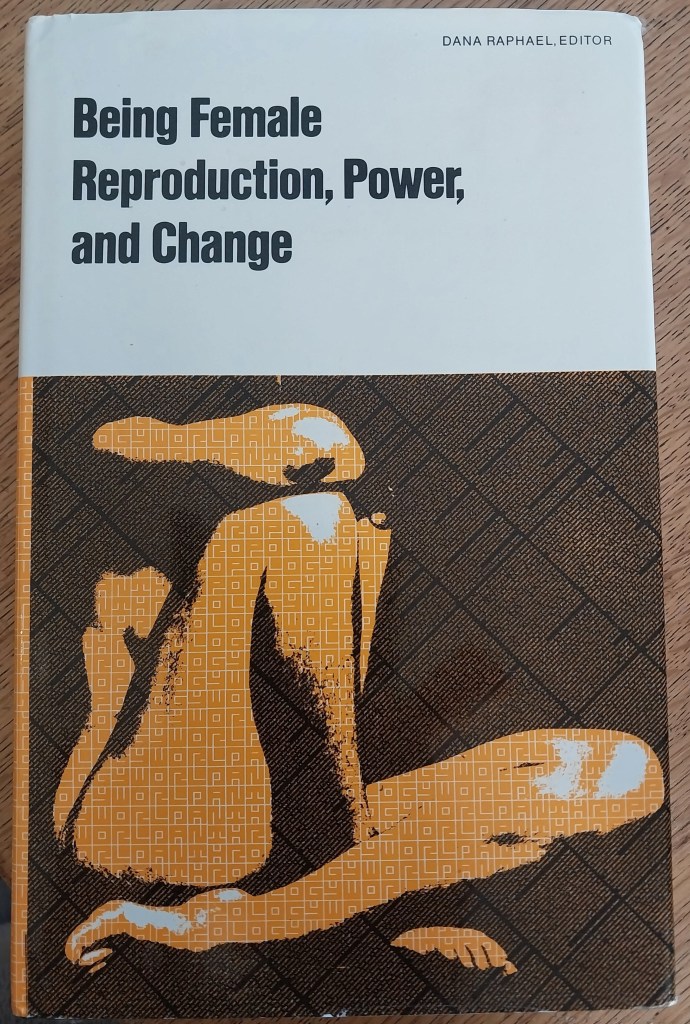 DANA RAPHAEL, EDITOR
Being Female
Reproduction, Power,
and Change